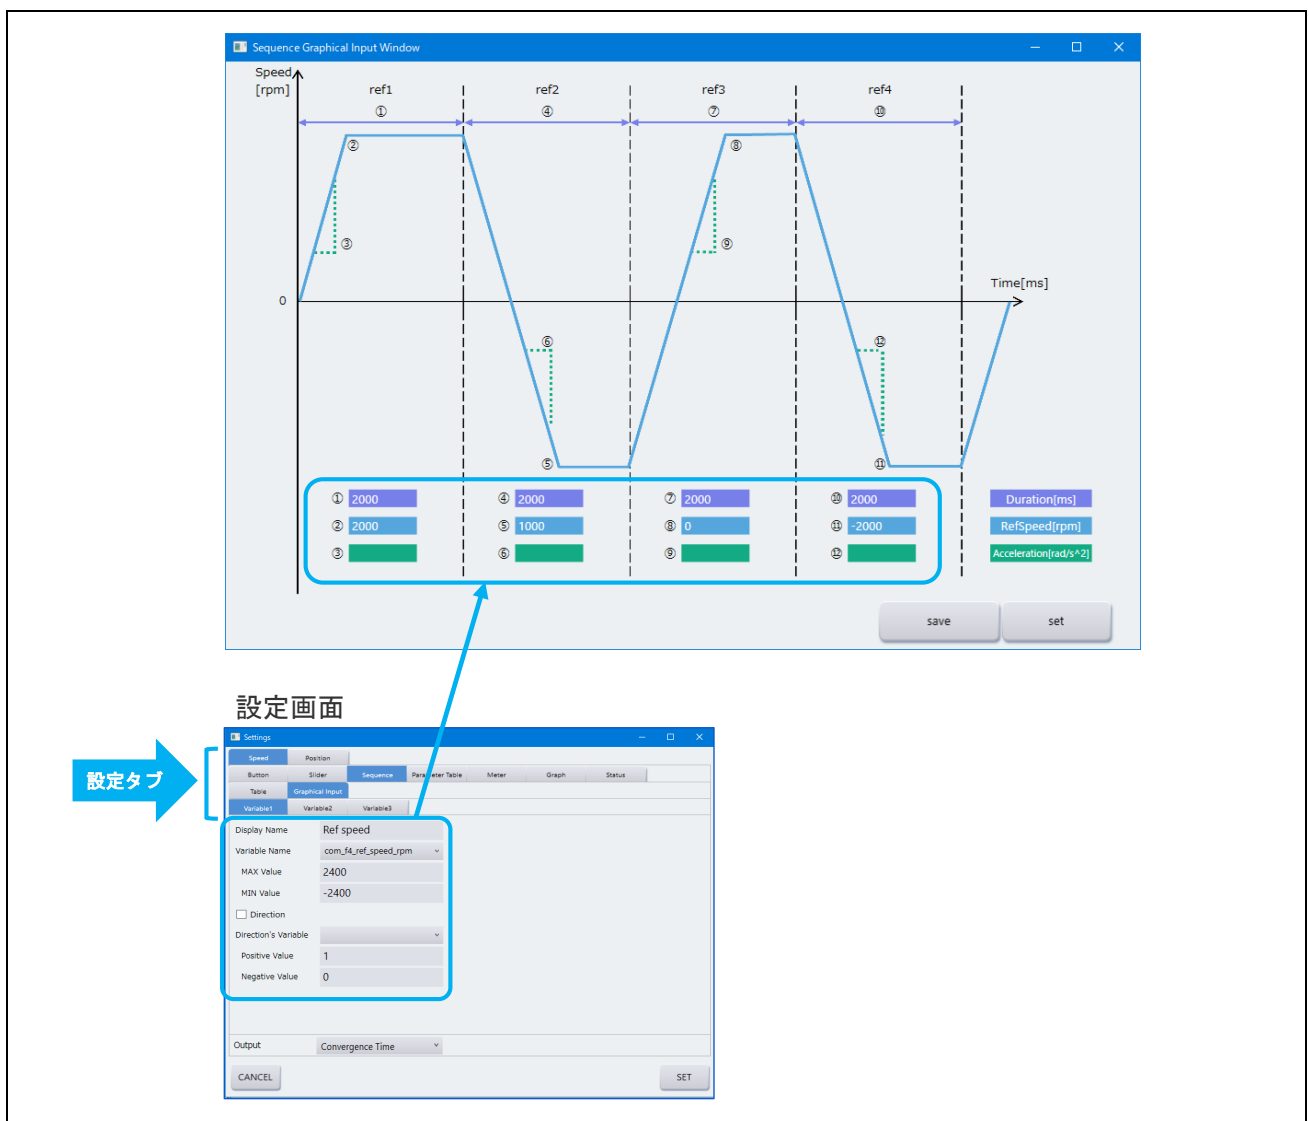 Sequence Graphical Input Window
Speed
[rpm]
ref1
ref2
ref3
ref4
①
④
⑦
⑩
②
⑧
③
⑨
Time[ms]
0
⑥
⑫
⑤
⑪
① 2000
④ 2000
⑦ 2000
⑩ 2000
Duration[ms]
② 2000
⑤ 1000
⑧ 0
⑪ -2000
RefSpeed[rpm]
③
⑥
⑨
⑫
Acceleration[rad/s^2]
save
set
設定画面
Settings
設定タブ
Speed
Position
Button
Slider
Sequence
Parameter Table
Meter
Graph
Status
Table
Graphical Input
Variable1
Variable2
Variable3
Display Name
Ref speed
Variable Name
com_f4_ref_speed_rpm
MAX Value
2400
MIN Value
-2400
Direction
Direction's Variable
Positive Value
1
Negative Value
0
Output
Convergence Time
CANCEL
SET